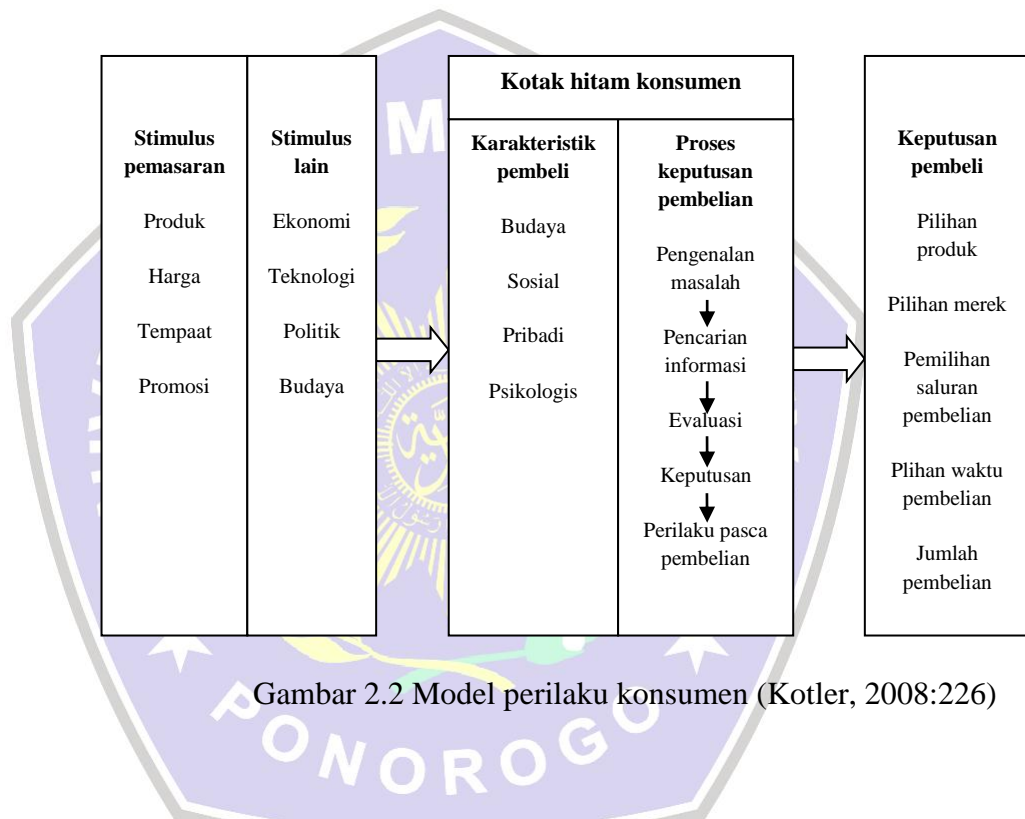 Stimulus
pemasaran
Produk
Harga
Tempaat
Promosi
Stimulus
lain
Ekonomi
Teknologi
Politik
Budaya
Kotak hitam konsumen
Karakteristik
pembeli
Budaya
Sosial
Pribadi
Psikologis
Proses
keputusan
pembelian
Pengenalan
masalah
Pencarian
informasi
Evaluasi
Keputusan
Perilaku pasca
pembelian
Keputusan
pembeli
Pilihan
produk
Pilihan merek
Pemilihan
saluran
pembelian
Plihan waktu
pembelian
Jumlah
pembelian
Gambar 2.2 Model perilaku konsumen (Kotler, 2008:226)
PONOROGO